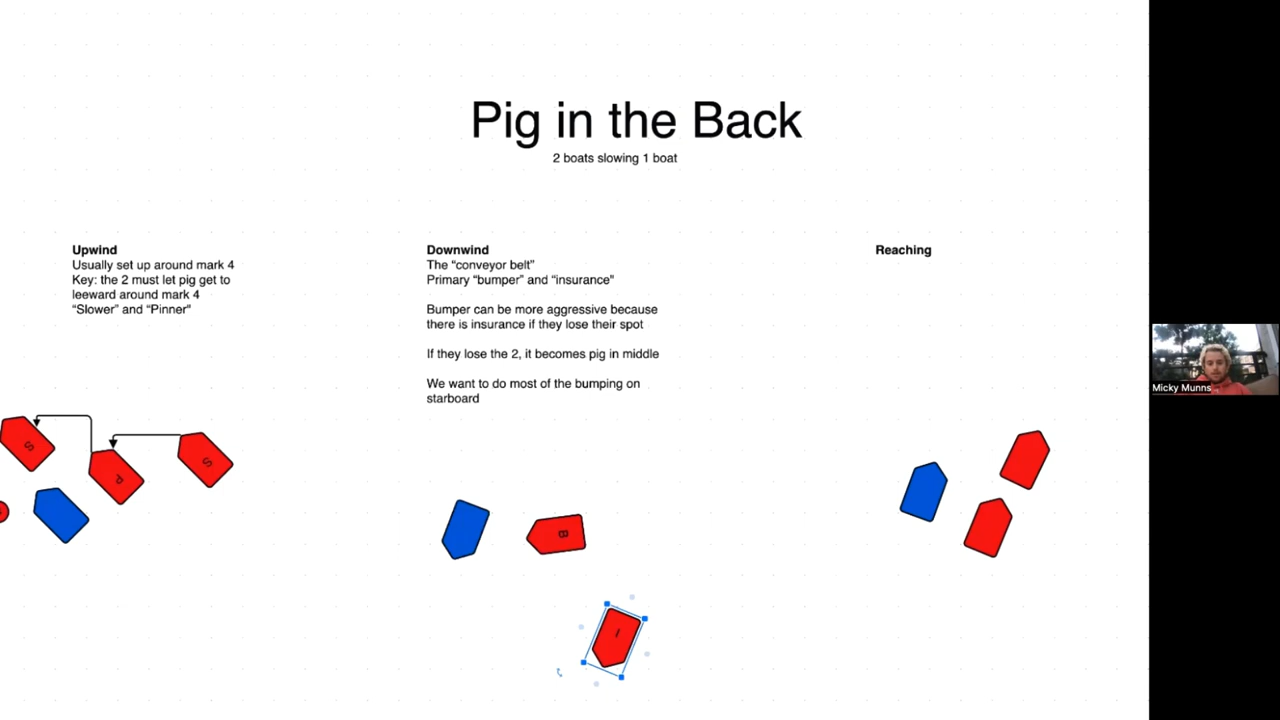 Pig in the Back
2 boats slowing 1 boat
Upwind
Usually set up around mark 4
Key: the 2 must let pig get to
leeward around mark 4
“Slower” and “Pinner”
Downwind
The “conveyor belt”
Primary “bumper” and “insurance”
Bumper can be more aggressive because
there is insurance if they lose their spot
If they lose the 2, it becomes pig in middle
We want to do most of the bumping on
starboard
Reaching
S
P
S
B
I
Micky Munns